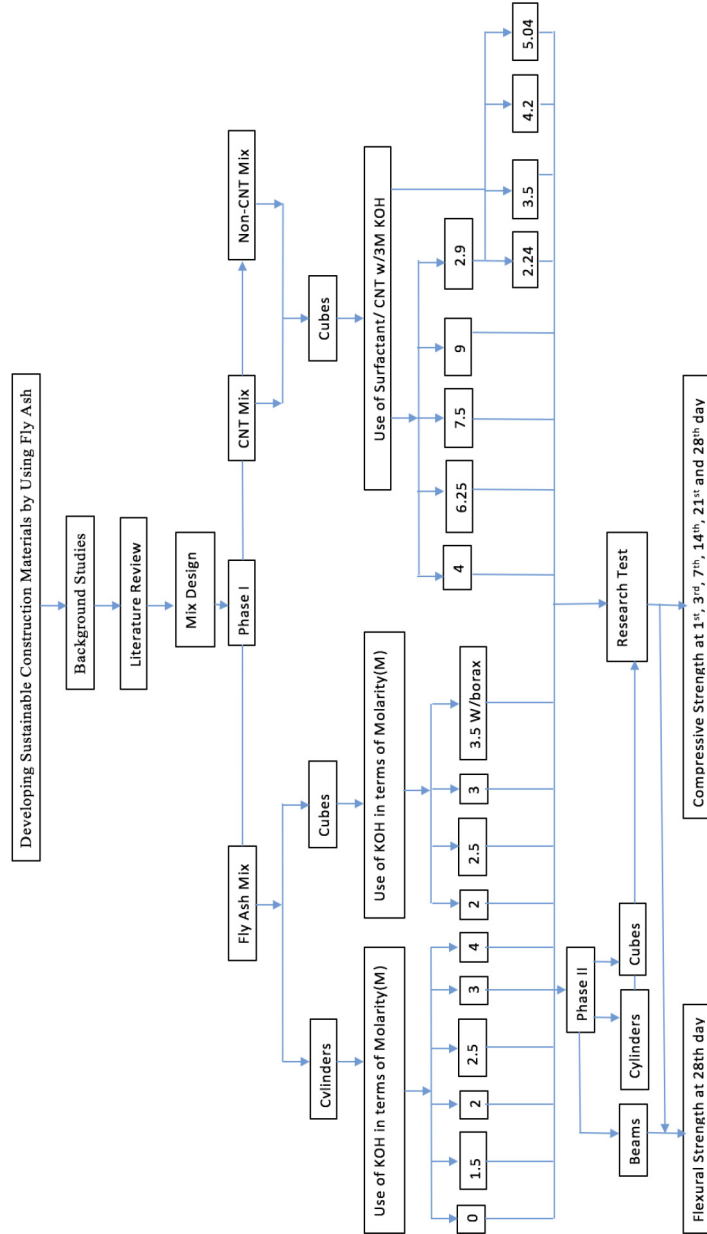 Developing Sustainable Construction Materials by Using Fly Ash
Background Studies
Literature Review
Mix Design
Phase I
Fly Ash Mix
CNT Mix
Non-CNT Mix
Cylinders
Cubes
Cubes
Use of KOH in terms of Molarity(M)
Use of KOH in terms of Molarity(M)
Use of Surfactant/ CNT w/3M KOH
0
1.5
2
2.5
3
4
2
2.5
3
3.5 W/borax
4
6.25
7.5
9
2.9
2.24
3.5
4.2
5.04
Phase II
Beams
Cylinders
Cubes
Research Test
Flexural Strength at 28th day
Compressive Strength at 1st, 3rd, 7th, 14th, 21st and 28th day